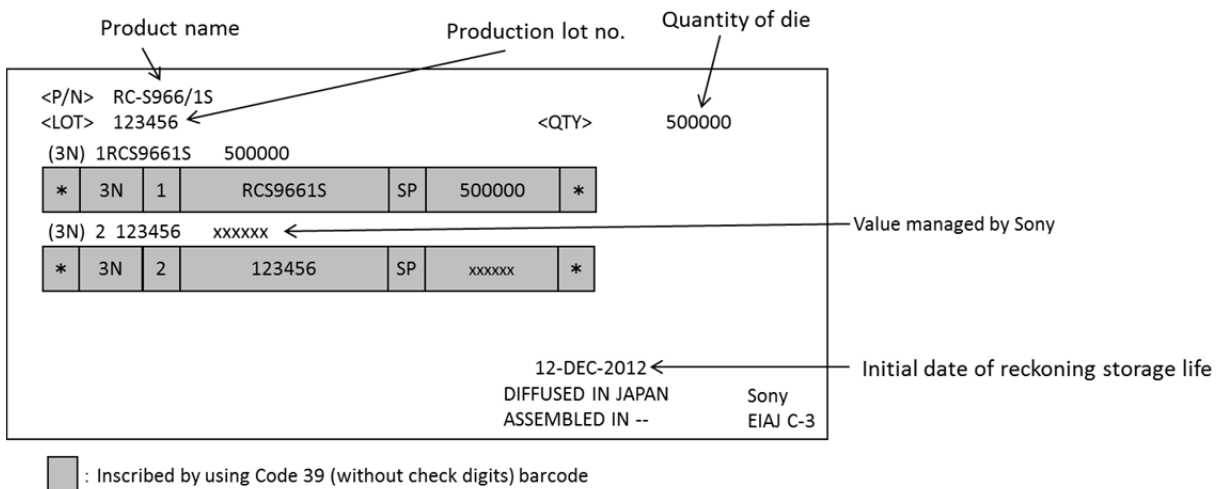 Product name
Production lot no.
Quantity of die
<P/N> RC-S966/1S
<LOT> 123456 <QTY> 500000
(3N) 1RCS9661S 500000
* 3N 1 RCS9661S SP 500000 *
(3N) 2 123456 xxxxxx
Value managed by Sony
* 3N 2 123456 SP xxxxxx *
12-DEC-2012
Initial date of reckoning storage life
DIFFUSED IN JAPAN Sony
ASSEMBLED IN -- EIAJ C-3
: Inscribed by using Code 39 (without check digits) barcode